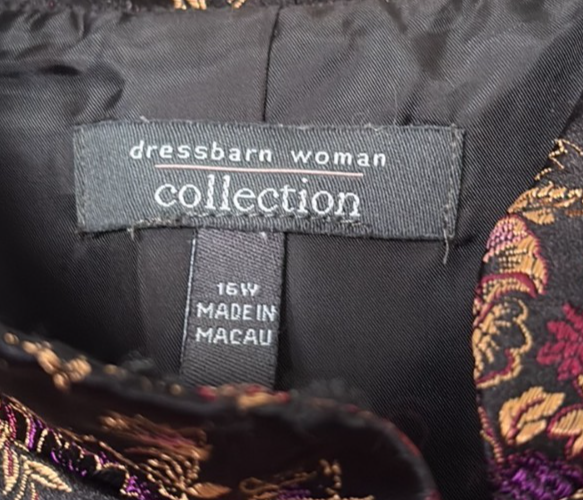 dressbarn woman
collection
16W
MADE IN
MACAU